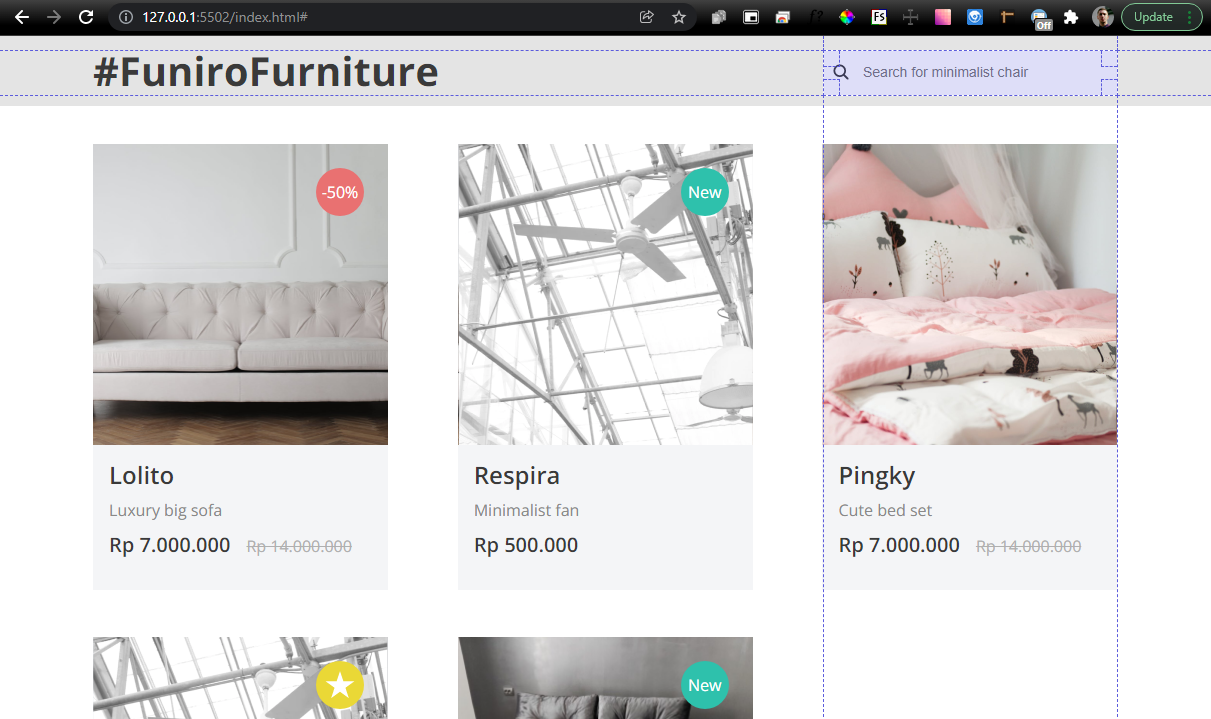 127.0.0.1:5502/index.html#
FS
f?
Off
Update
#FuniroFurniture
Search for minimalist chair
-50%
New
Lolito
Luxury big sofa
Rp 7.000.000 Rp 14.000.000
Respira
Minimalist fan
Rp 500.000
Pingky
Cute bed set
Rp 7.000.000 Rp 14.000.000
New